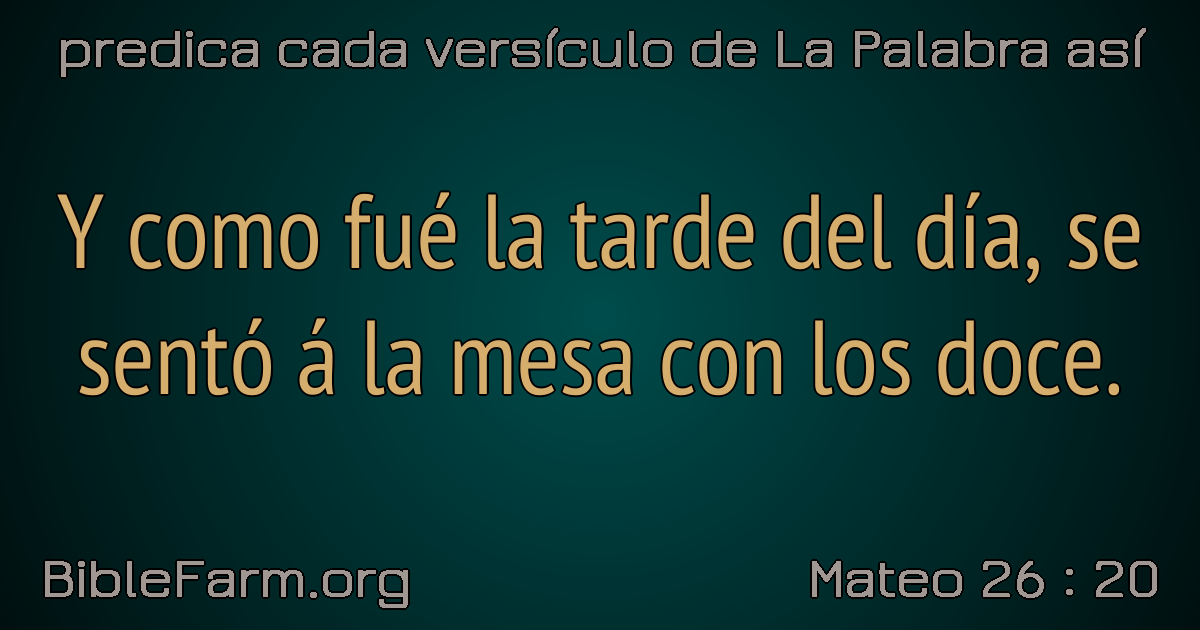 predica cada versículo de La Palabra así
Y como fué la tarde del día, se
sentó á la mesa con los doce.
BibleFarm.org
Mateo 26 : 20